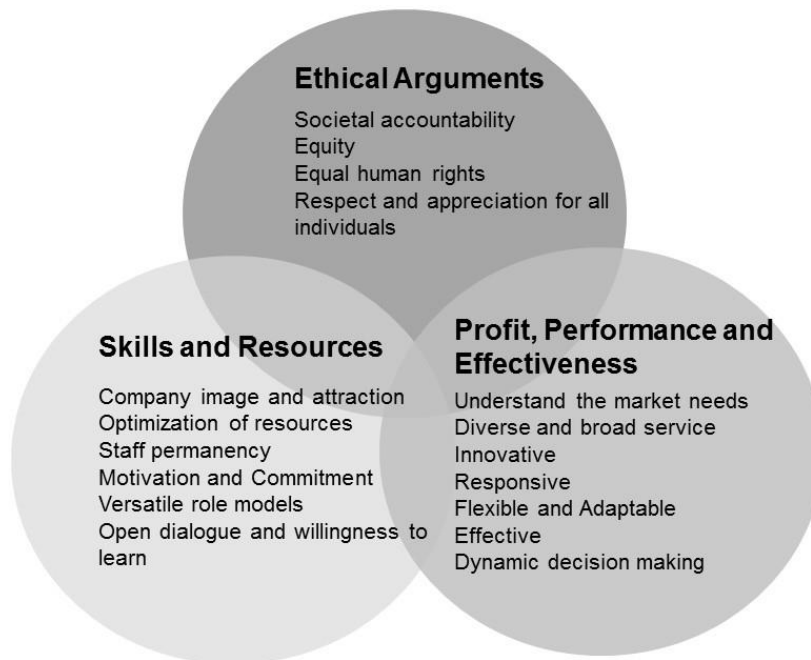 Ethical Arguments
Societal accountability
Equity
Equal human rights
Respect and appreciation for all
individuals
Skills and Resources
Company image and attraction
Optimization of resources
Staff permanency
Motivation and Commitment
Versatile role models
Open dialogue and willingness to
learn
Profit, Performance and
Effectiveness
Understand the market needs
Diverse and broad service
Innovative
Responsive
Flexible and Adaptable
Effective
Dynamic decision making